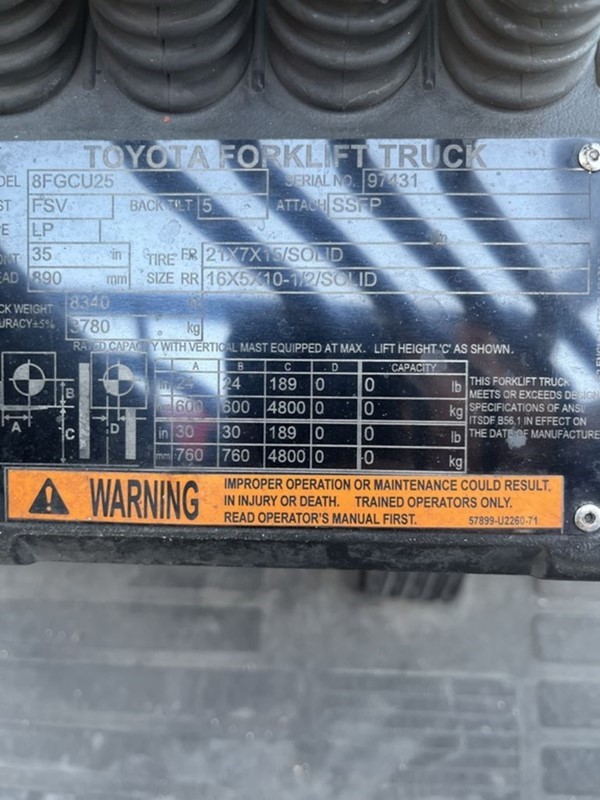 TOYOTA FORKLIFT TRUCK
DEL 8FGCU25 SERIAL NO. 97431
ST FSV BACK TILT 5 ATTACH SSFP
PE LP
ONT 35 in TIRE FR 21X7X15/SOLID
EAD 890 mm SIZE RR 16X5X10-1/2/SOLID
CK WEIGHT 8340
URACY±5% 3780 kg
RATED CAPACITY WITH VERTICAL MAST EQUIPPED AT MAX. LIFT HEIGHT 'C' AS SHOWN.
A B C D CAPACITY
in 24 24 189 0 0 lb
mm 600 600 4800 0 0 kg
in 30 30 189 0 0 lb
mm 760 760 4800 0 0 kg
B
A C D
THIS FORKLIFT TRUCK
MEETS OR EXCEEDS DESIGN
SPECIFICATIONS OF ANSI
ITSDF B56.1 IN EFFECT ON
THE DATE OF MANUFACTURE
WARNING
IMPROPER OPERATION OR MAINTENANCE COULD RESULT
IN INJURY OR DEATH. TRAINED OPERATORS ONLY.
READ OPERATOR'S MANUAL FIRST.
57899-U2260-71